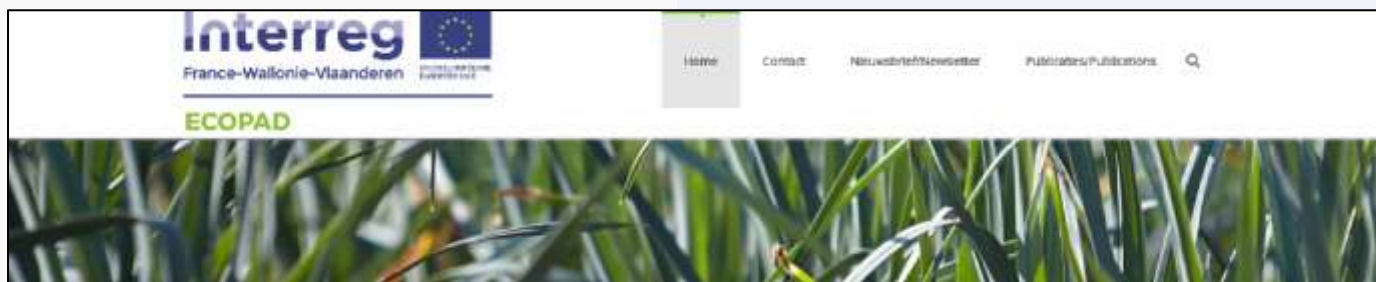 Interreg
France-Wallonie-Vlaanderen
ECOPAD
Home
Contact
Nieuwsbrief/Newsletter
Publicaties/Publications